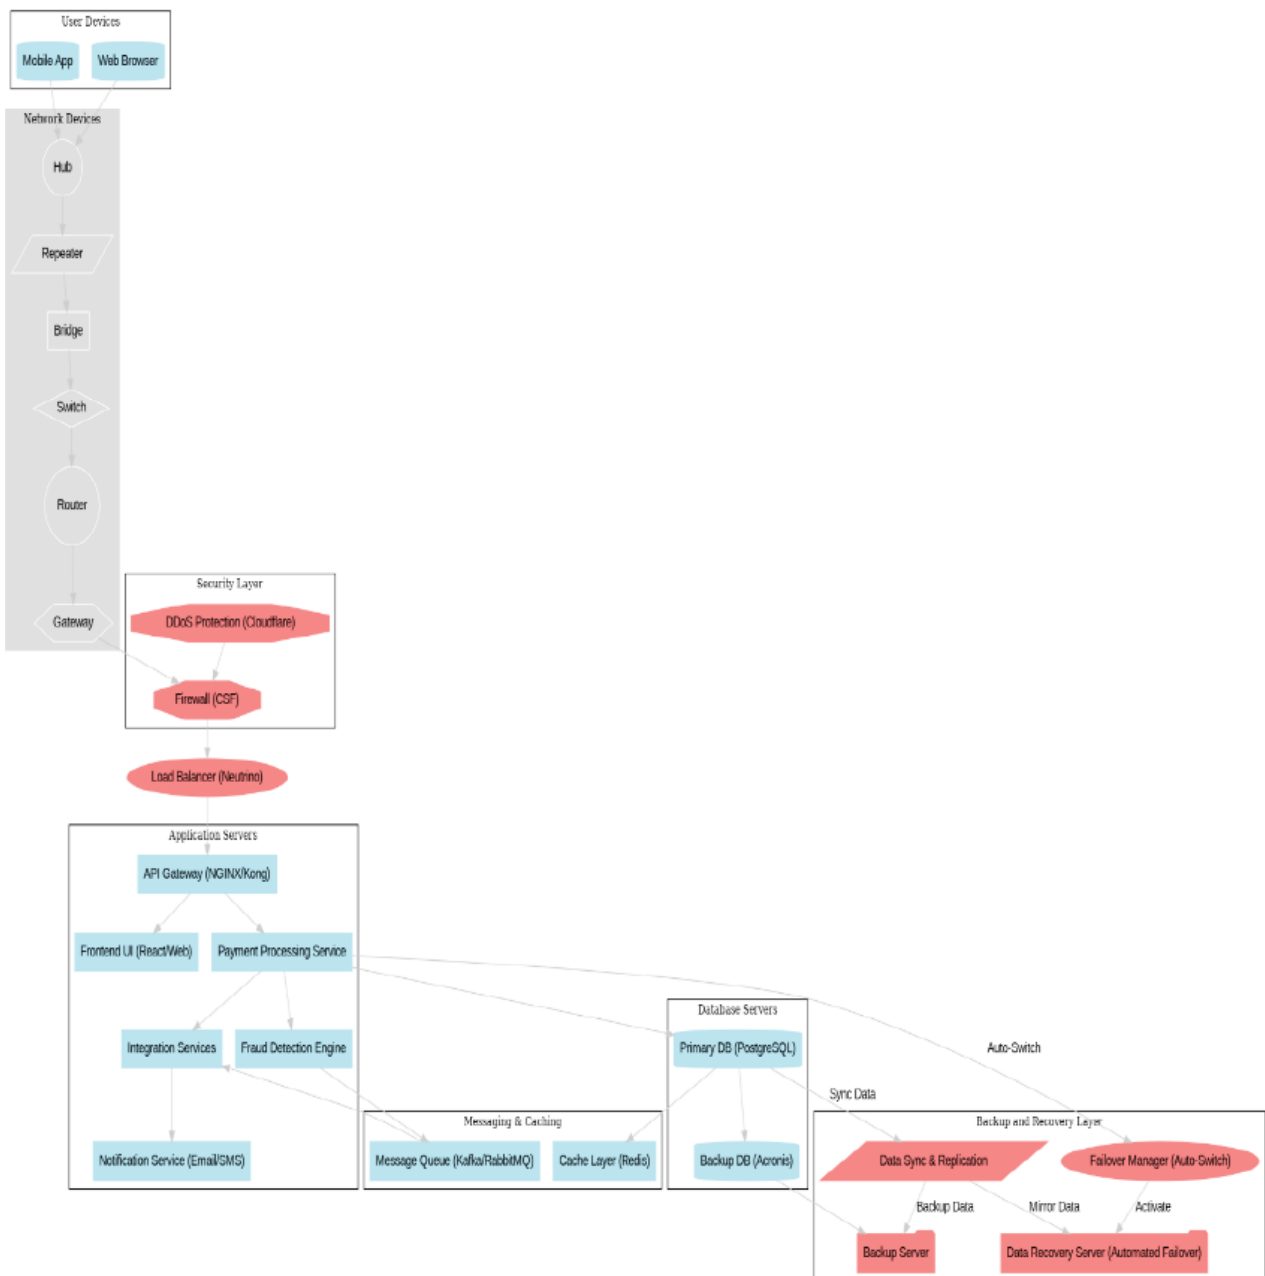 User Devices
Mobile App
Web Browser
Network Devices
Hub
Repeater
Bridge
Switch
Router
Gateway
Security Layer
DDoS Protection (Cloudflare)
Firewall (CSF)
Load Balancer (Neutrino)
Application Servers
API Gateway (NGINX/Kong)
Frontend UI (React/Web)
Payment Processing Service
Integration Services
Fraud Detection Engine
Notification Service (Email/SMS)
Messaging & Caching
Message Queue (Kafka/RabbitMQ)
Cache Layer (Redis)
Database Servers
Primary DB (PostgreSQL)
Backup DB (Acronis)
Auto-Switch
Sync Data
Backup and Recovery Layer
Data Sync & Replication
Failover Manager (Auto-Switch)
Backup Data
Mirror Data
Activate
Backup Server
Data Recovery Server (Automated Failover)